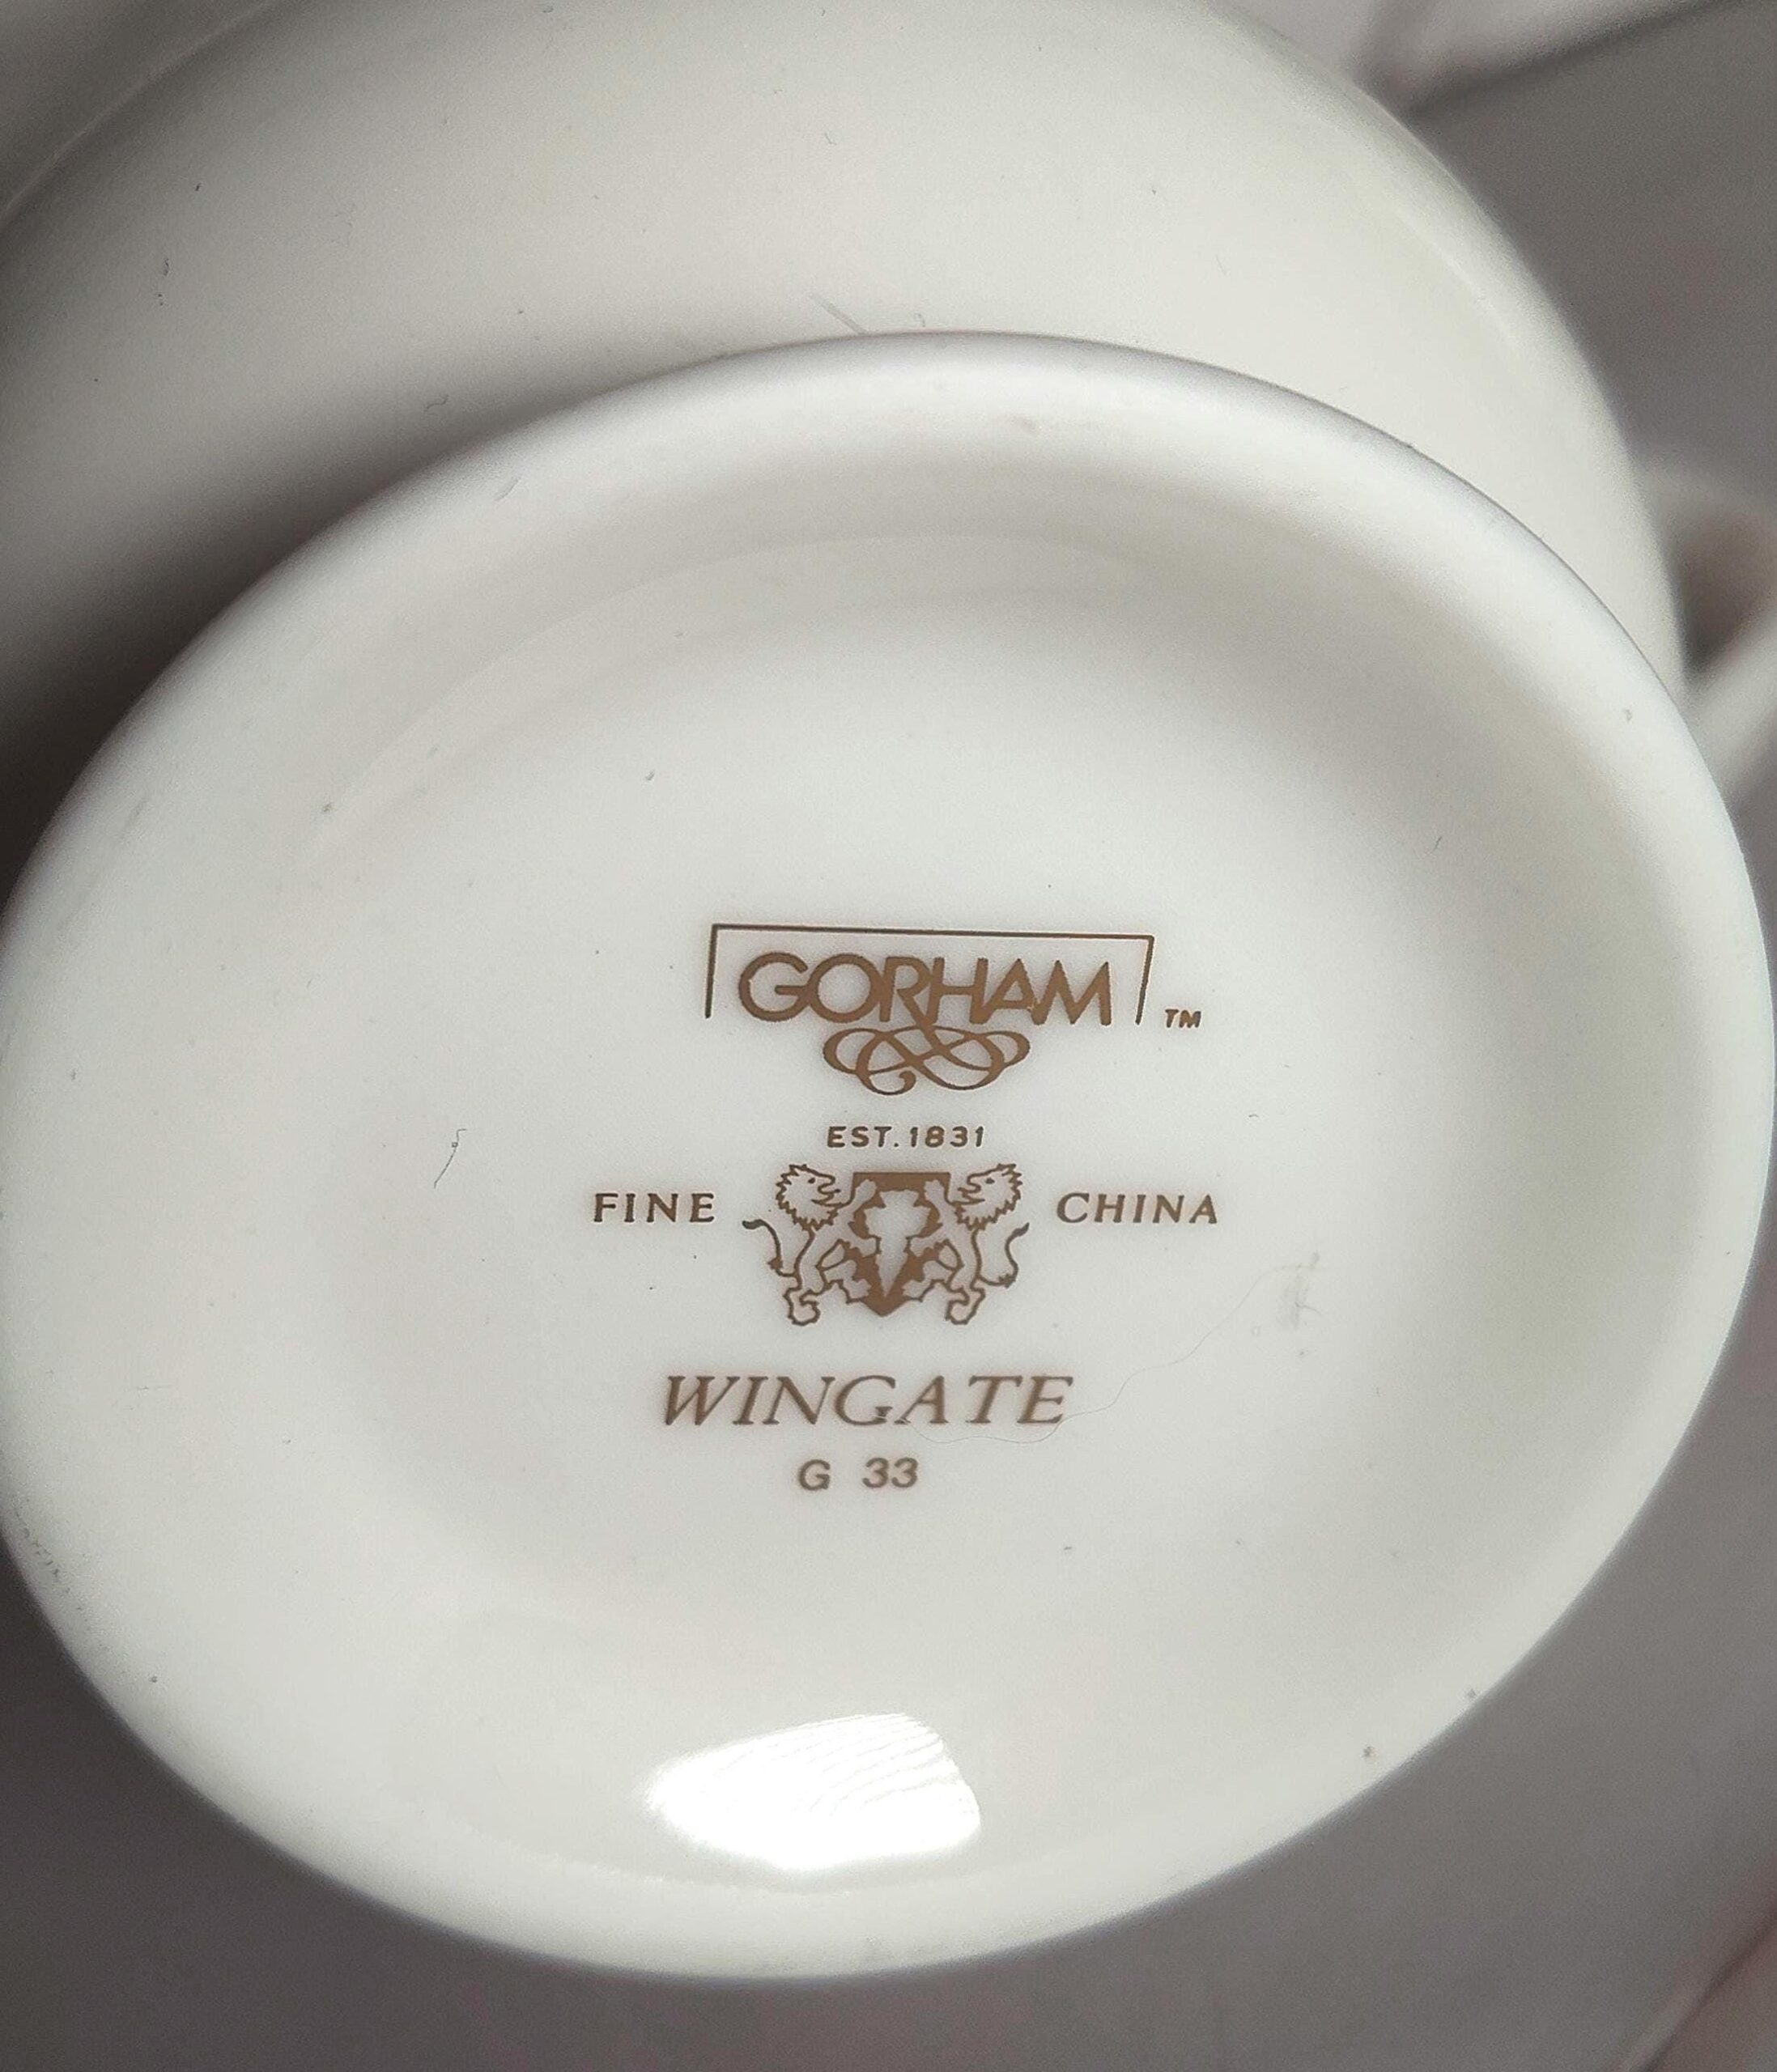 GORHAM ™
EST. 1831
FINE CHINA
WINGATE
G 33